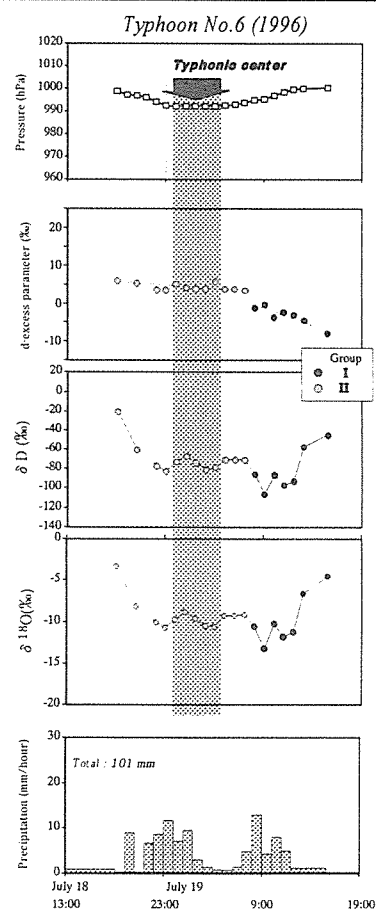 Typhoon No.6 (1996)
Typhonic center
Pressure (hPa)
1020
1010
1000
990
980
970
960
d-excess parameter (‰)
20
10
0
-10
Group
I
II
δ D (‰)
20
0
-20
-40
-60
-80
-100
-120
-140
δ 18O(‰)
0
-5
-10
-15
-20
Precipitation (mm/hour)
Total : 101 mm
30
20
10
0
July 18
July 19
13:00
23:00
9:00
19:00